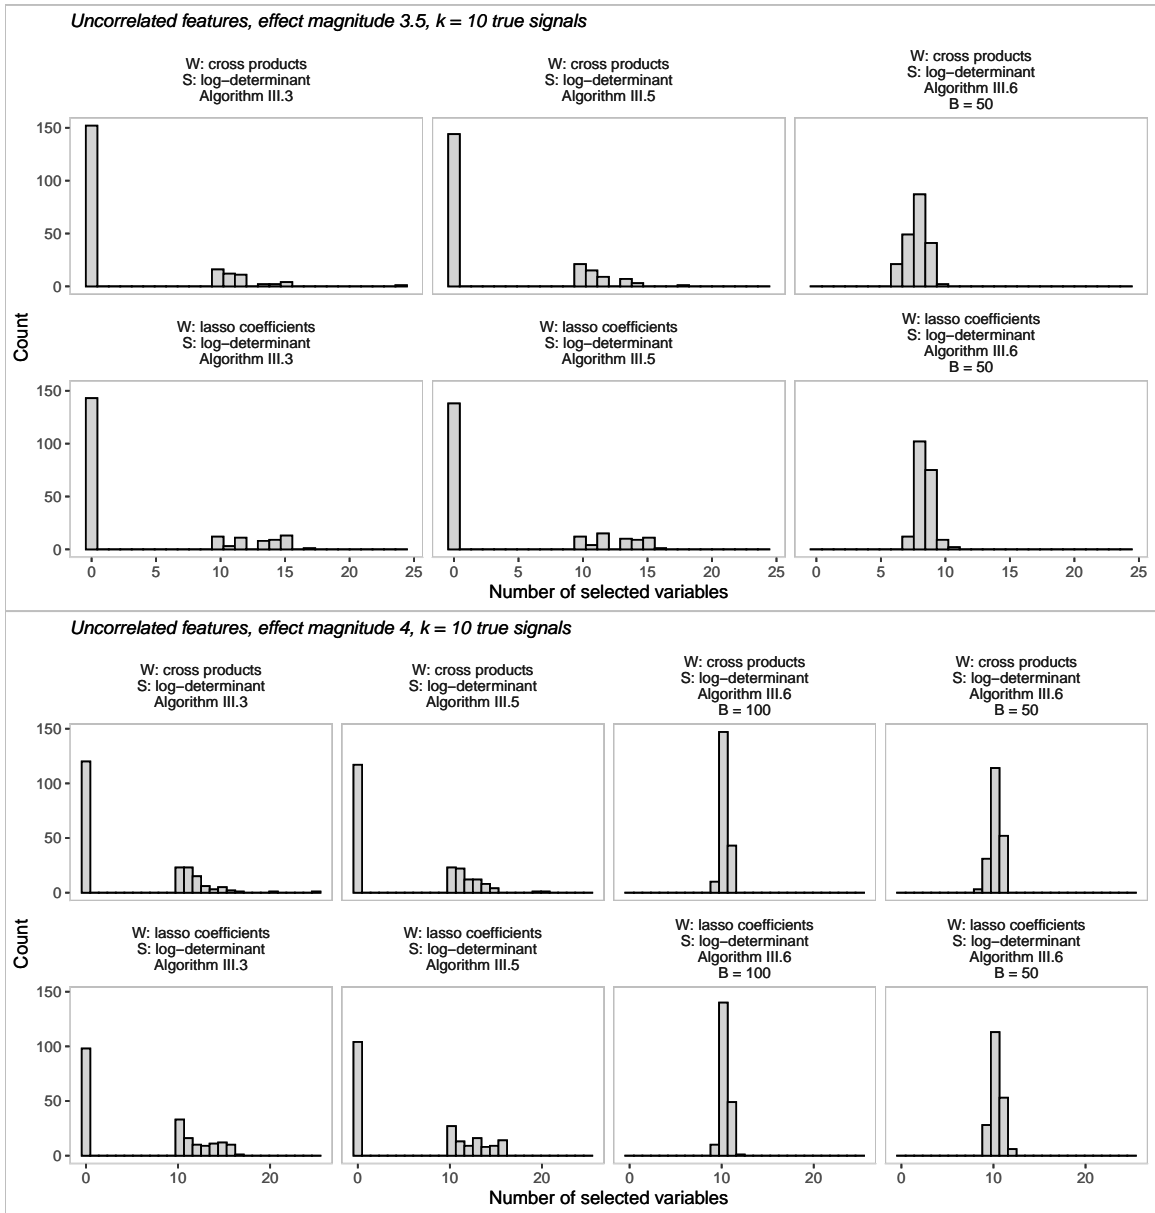 Uncorrelated features, effect magnitude 3.5, k = 10 true signals
W: cross products
S: log−determinant
Algorithm III.3
W: cross products
S: log−determinant
Algorithm III.5
W: cross products
S: log−determinant
Algorithm III.6
B = 50
150
100
50
0
W: lasso coefficients
S: log−determinant
Algorithm III.3
W: lasso coefficients
S: log−determinant
Algorithm III.5
W: lasso coefficients
S: log−determinant
Algorithm III.6
B = 50
Count
150
100
50
0
0 5 10 15 20 25
0 5 10 15 20 25
0 5 10 15 20 25
Number of selected variables
Uncorrelated features, effect magnitude 4, k = 10 true signals
W: cross products
S: log−determinant
Algorithm III.3
W: cross products
S: log−determinant
Algorithm III.5
W: cross products
S: log−determinant
Algorithm III.6
B = 100
W: cross products
S: log−determinant
Algorithm III.6
B = 50
150
100
50
0
W: lasso coefficients
S: log−determinant
Algorithm III.3
W: lasso coefficients
S: log−determinant
Algorithm III.5
W: lasso coefficients
S: log−determinant
Algorithm III.6
B = 100
W: lasso coefficients
S: log−determinant
Algorithm III.6
B = 50
Count
150
100
50
0
0 10 20
0 10 20
0 10 20
0 10 20
Number of selected variables